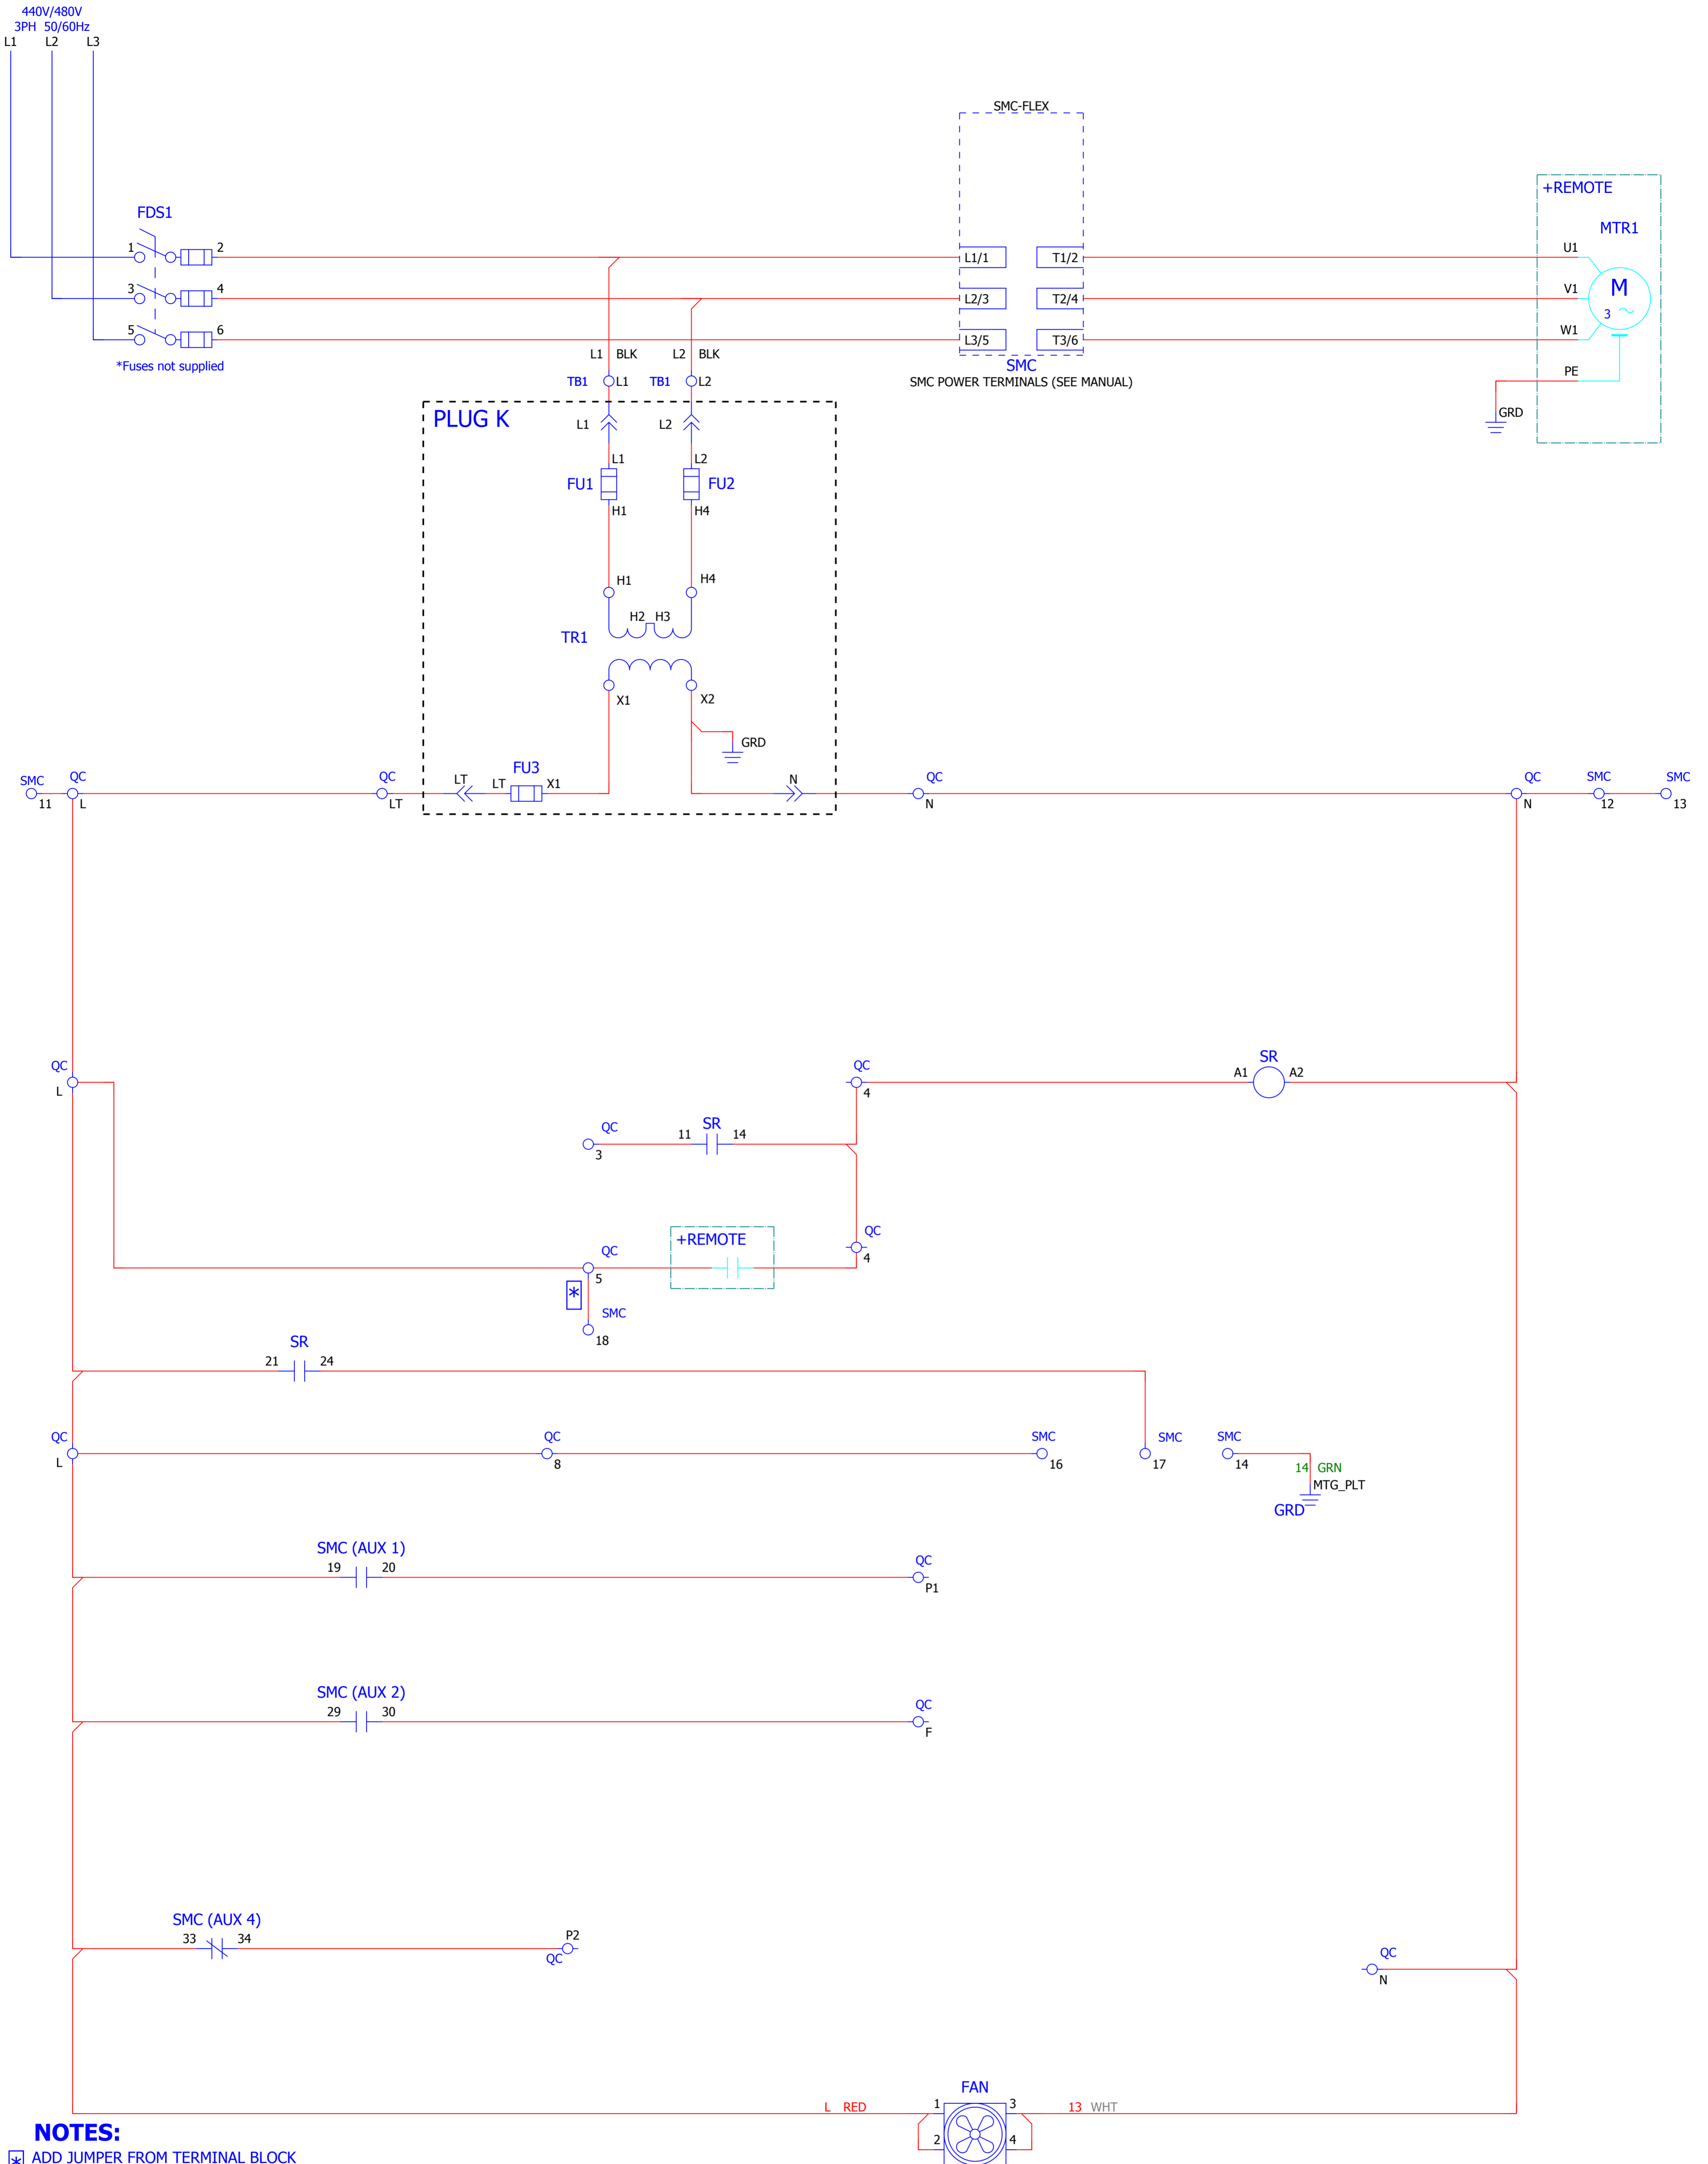 440V/480V
3PH 50/60Hz
L1 L2 L3
SMC-FLEX
+REMOTE
MTR1
FDS1
1 2
L1/1 T1/2
U1
3 4
L2/3 T2/4
V1
M
3
5 6
L3/5 T3/6
W1
*Fuses not supplied
L1 BLK L2 BLK
SMC
SMC POWER TERMINALS (SEE MANUAL)
PE
GRD
TB1 L1 TB1 L2
PLUG K
L1 L2
L1 L2
FU1 FU2
H1 H4
H1 H4
H2 H3
TR1
X1 X2
GRD
SMC QC QC
11 L LT
LT LT FU3 X1
N
QC
N
QC SMC SMC
N 12 13
QC
L
QC
4
SR
A1 A2
QC
3
11 SR 14
QC
5
+REMOTE
QC
4
*
SMC
18
SR
21 24
QC
L
QC
8
SMC
16
SMC
17
SMC
14
14 GRN
MTG_PLT
GRD
SMC (AUX 1)
19 20
QC
P1
SMC (AUX 2)
29 30
QC
F
SMC (AUX 4)
33 34
P2
QC
QC
N
FAN
L RED
1 3
13 WHT
2 4
NOTES:
* ADD JUMPER FROM TERMINAL BLOCK